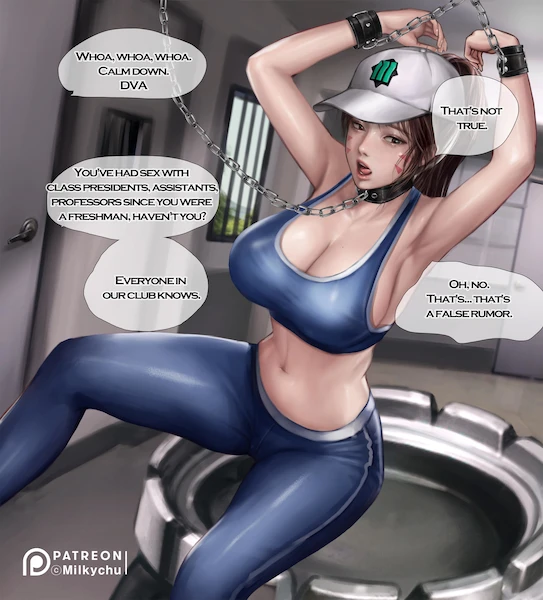 WHOA, WHOA, WHOA.
CALM DOWN.
DVA
THAT'S NOT
TRUE.
YOU'VE HAD SEX WITH
CLASS PRESIDENTS, ASSISTANTS,
PROFESSORS SINCE YOU WERE
A FRESHMAN, HAVEN'T YOU?
EVERYONE IN
OUR CLUB KNOWS.
OH, NO.
THAT'S... THAT'S
A FALSE RUMOR.
PATREON
©Milkychu